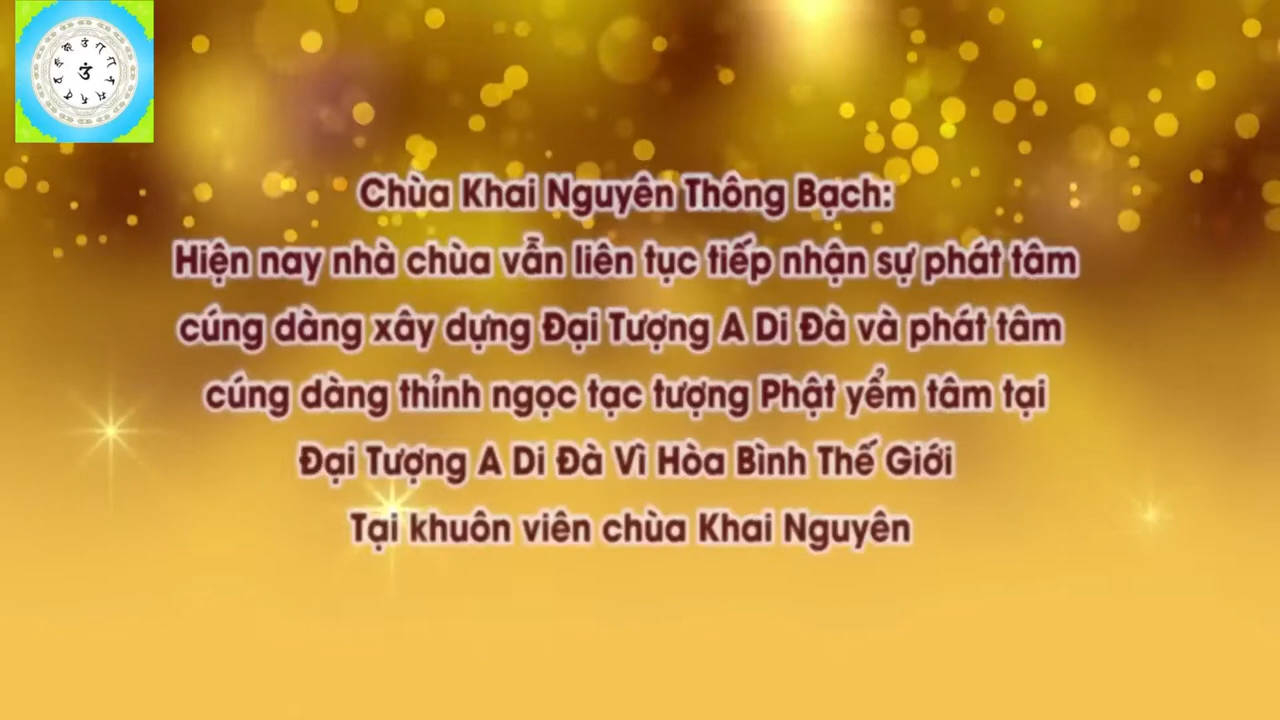 Chùa Khai Nguyên Thông Bạch:
Hiện nay nhà chùa vẫn liên tục tiếp nhận sự phát tâm
cúng dàng xây dựng Đại Tượng A Di Đà và phát tâm
cúng dàng thỉnh ngọc tạc tượng Phật yểm tâm tại
Đại Tượng A Di Đà Vì Hòa Bình Thế Giới
Tại khuôn viên chùa Khai Nguyên